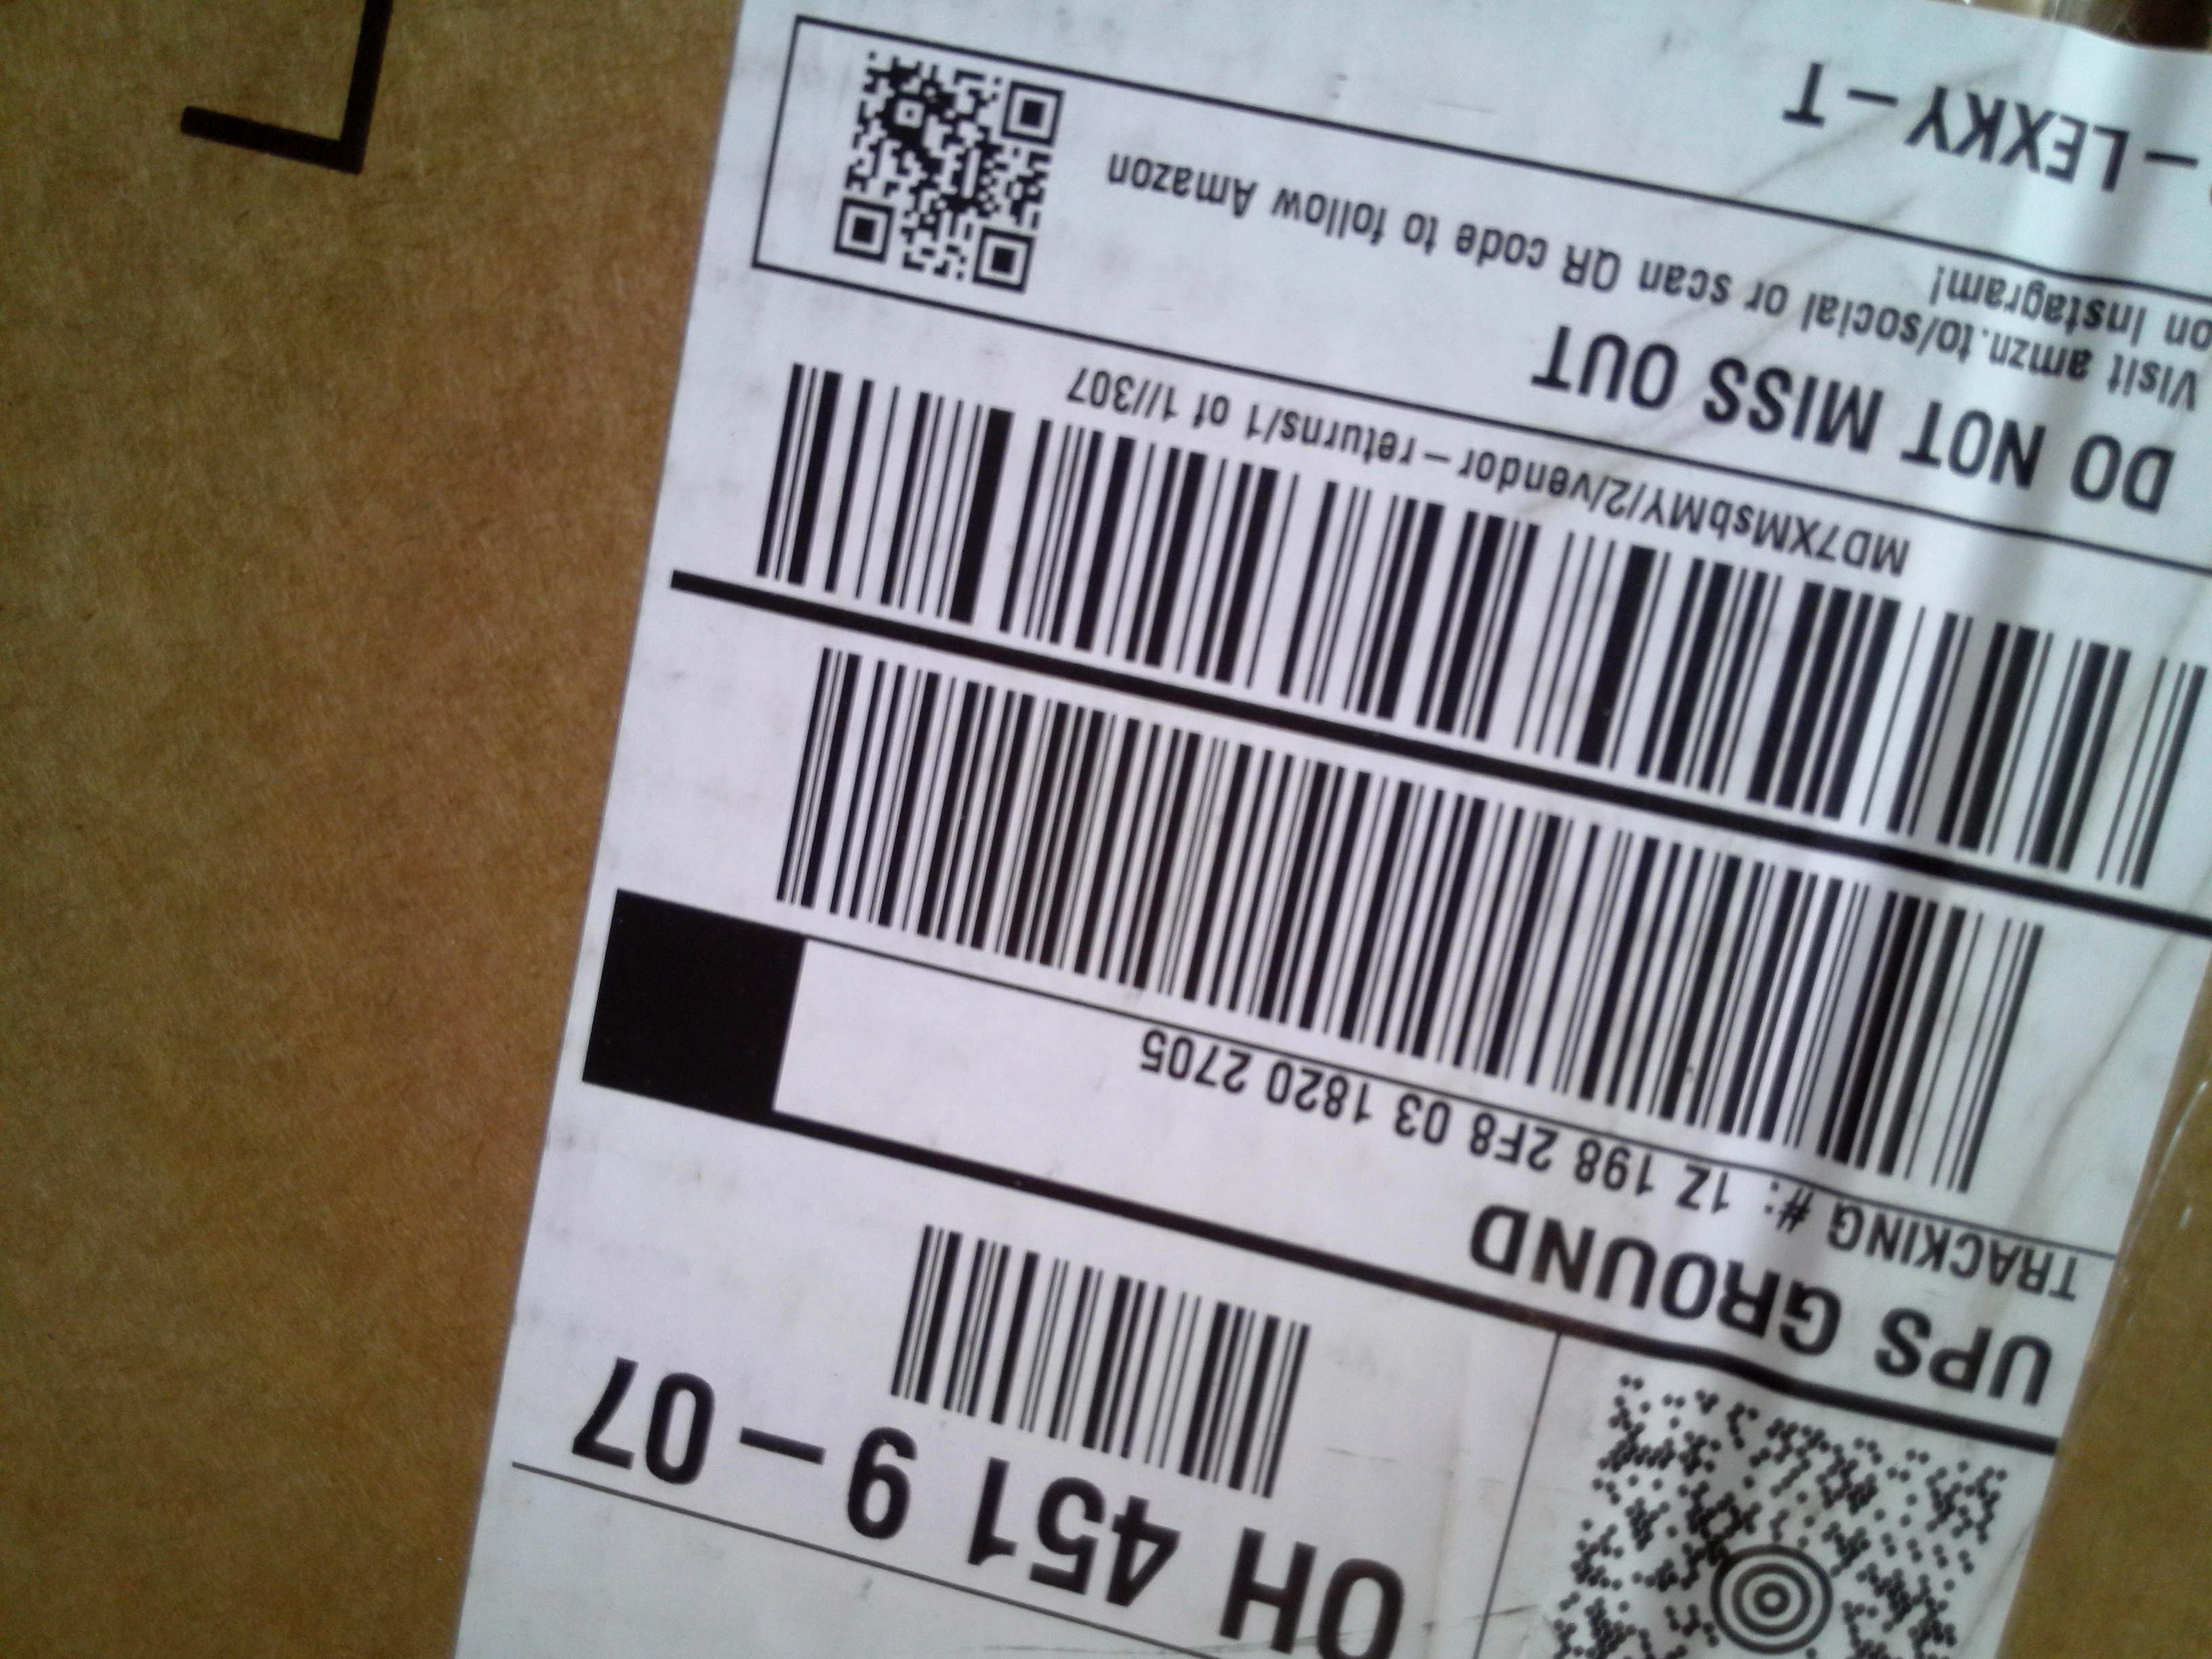 OH 451 9-07
UPS GROUND
TRACKING #: 1Z 198 2F8 03 1820 2705
MD7XMsbMY/2/vendor-returns/1 of 1//307
DO NOT MISS OUT
Visit amzn.to/social or scan QR code to follow Amazon
on Instagram!
- LEXKY-T